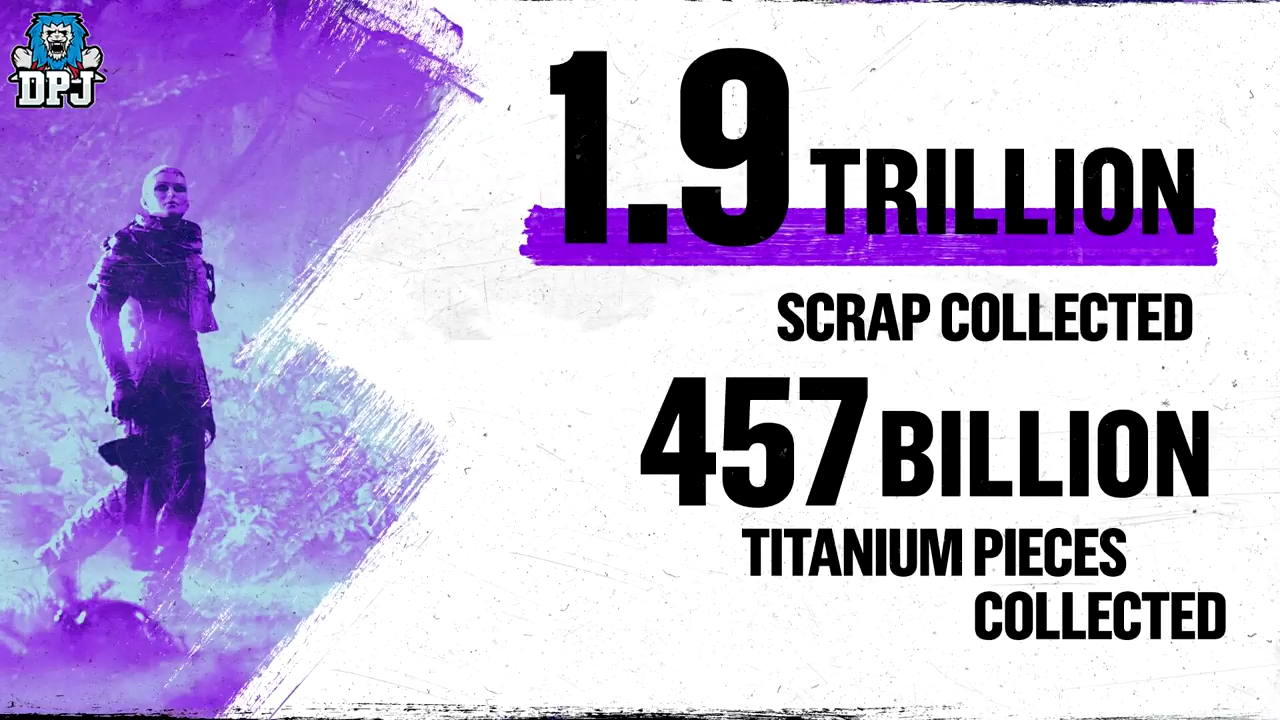 DPJ
1.9 TRILLION
SCRAP COLLECTED
457 BILLION
TITANIUM PIECES
COLLECTED